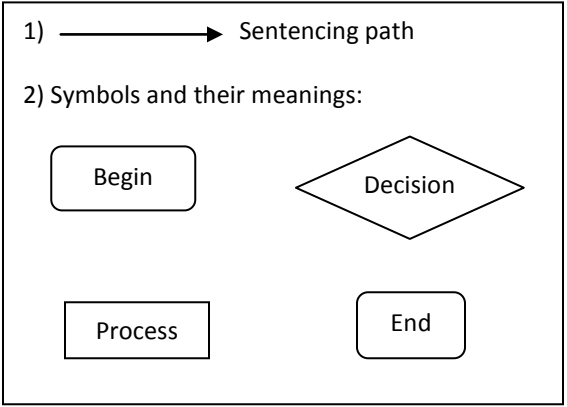 1) Sentencing path
2) Symbols and their meanings:
Begin
Decision
Process
End